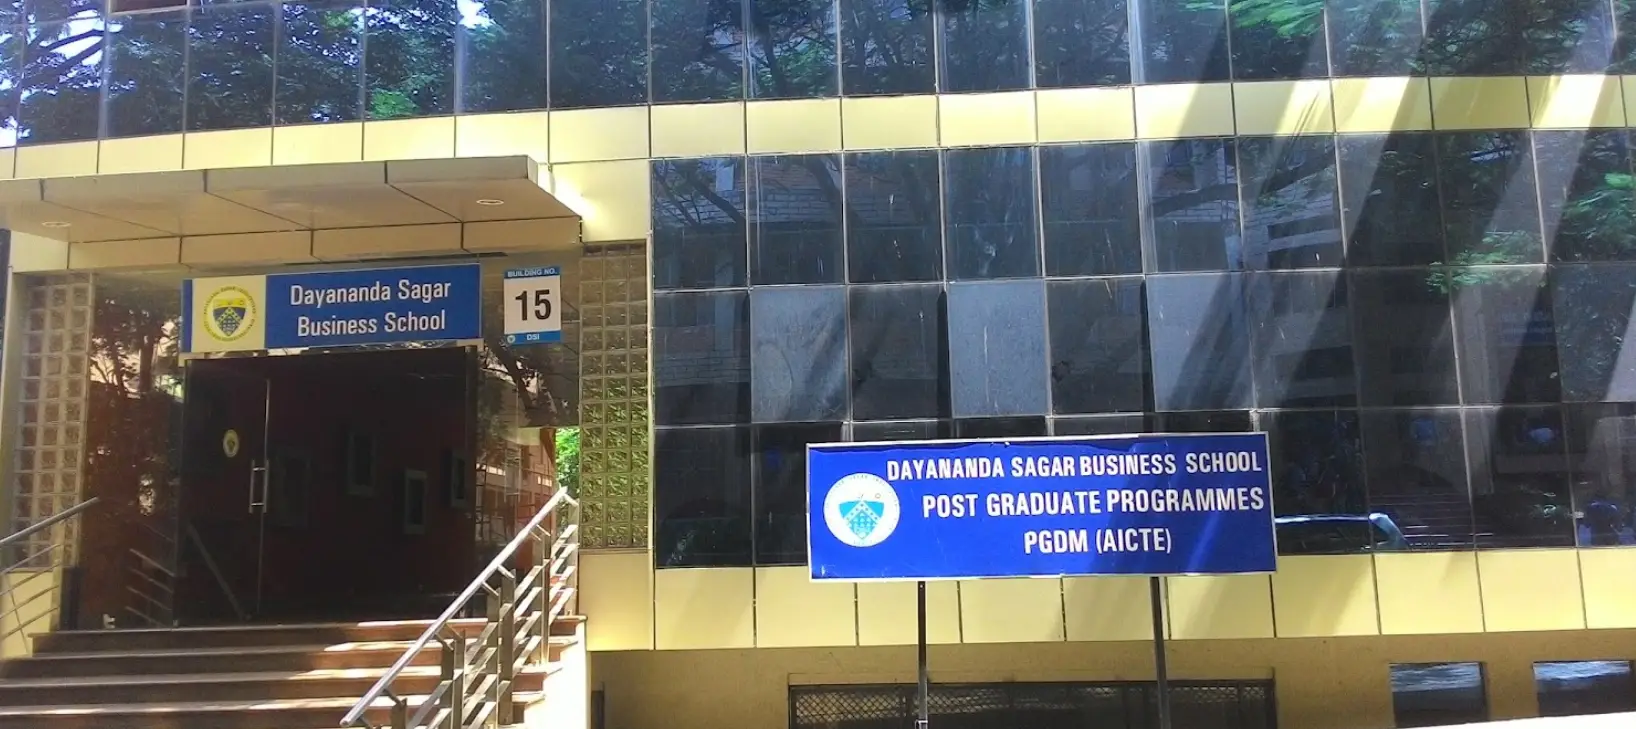 Dayananda Sagar
Business School
BUILDING NO.
15
DSI
DAYANANDA SAGAR BUSINESS SCHOOL
POST GRADUATE PROGRAMMES
PGDM (AICTE)